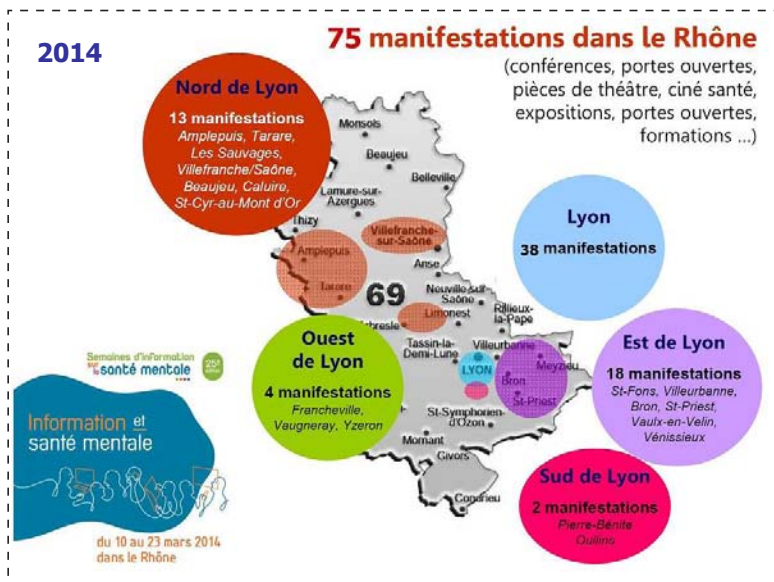 2014
75 manifestations dans le Rhône
(conférences, portes ouvertes,
pièces de théâtre, ciné santé,
expositions, portes ouvertes,
formations ...)
Nord de Lyon
13 manifestations
Amplepuis, Tarare,
Les Sauvages,
Villefranche/Saône,
Beaujeu, Caluire,
St-Cyr-au-Mont d'Or
Monsols
Beaujeu
Belleville
Lamure-sur-
Azergues
Thizy
Villefranche-
sur-Saône
Amplepuis
Anse
Tarare
69
Neuville-sur-
Saône
Limonest
Rillieux-
la-Pape
Tassin-la-
Demi-Lune
Villeurbanne
LYON
Meyzieu
Bron
St-Priest
St-Symphorien-
d'Ozon
Mornant
Givors
Condrieu
Lyon
38 manifestations
Ouest
de Lyon
4 manifestations
Francheville,
Vaugneray, Yzeron
Est de Lyon
18 manifestations
St-Fons, Villeurbanne,
Bron, St-Priest,
Vaulx-en-Velin,
Vénissieux
Sud de Lyon
2 manifestations
Pierre-Bénite
Oullins
Semaines d'information
sur la santé mentale
25e
Information et
santé mentale
du 10 au 23 mars 2014
dans le Rhône